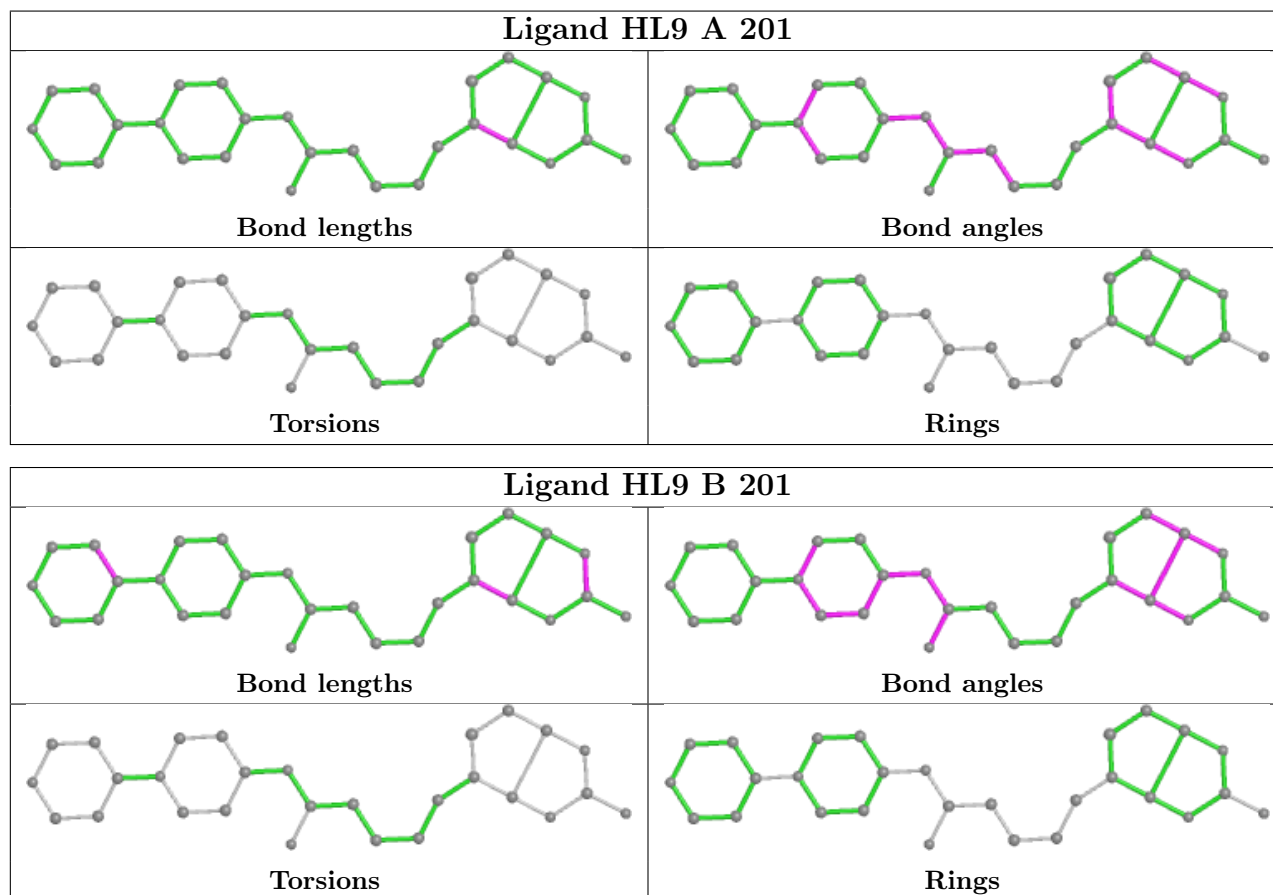 Ligand HL9 A 201
Bond lengths Bond angles
Torsions Rings
Ligand HL9 B 201
Bond lengths Bond angles
Torsions Rings